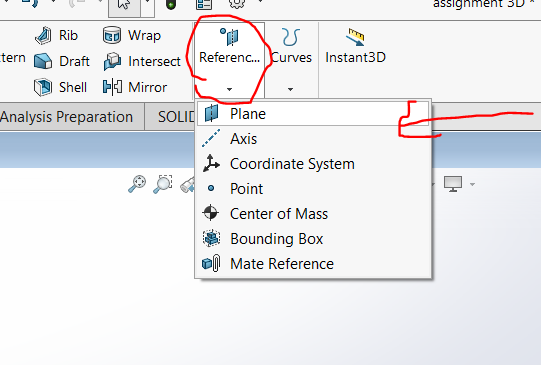 assignment 3D *
Rib
Wrap
tern
Draft
Intersect
Referenc...
Curves
Instant3D
Shell
Mirror
Analysis Preparation
SOLID
Plane
Axis
Coordinate System
Point
Center of Mass
Bounding Box
Mate Reference